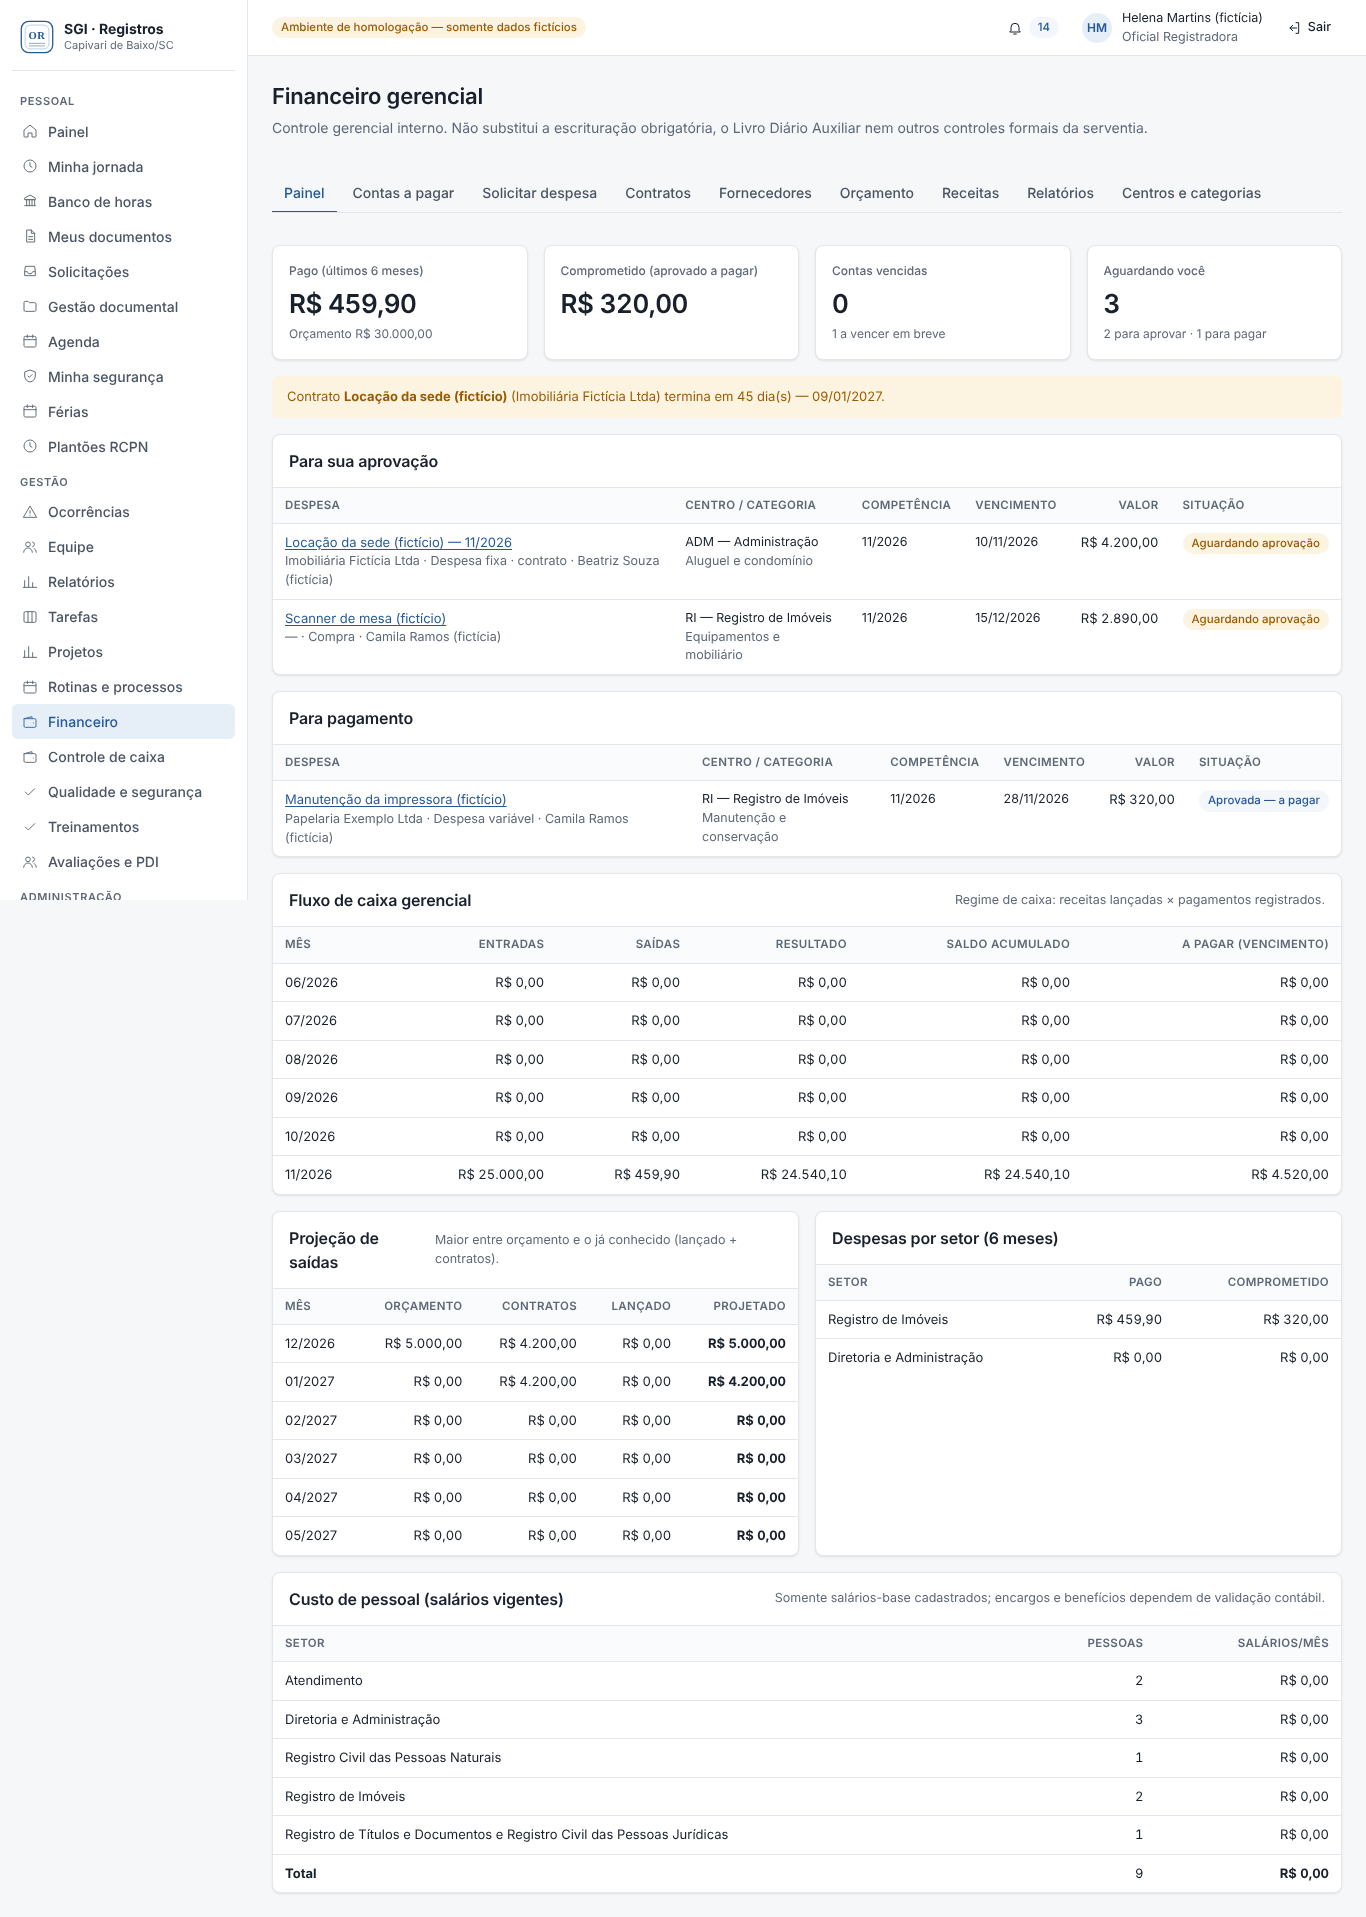 OR
SGI · Registros
Capivari de Baixo/SC
Ambiente de homologação — somente dados fictícios
14
HM
Helena Martins (fictícia)
Oficial Registradora
Sair
PESSOAL
Painel
Minha jornada
Banco de horas
Meus documentos
Solicitações
Gestão documental
Agenda
Minha segurança
Férias
Plantões RCPN
GESTÃO
Ocorrências
Equipe
Relatórios
Tarefas
Projetos
Rotinas e processos
Financeiro
Controle de caixa
Qualidade e segurança
Treinamentos
Avaliações e PDI
ADMINISTRAÇÃO
Financeiro gerencial
Controle gerencial interno. Não substitui a escrituração obrigatória, o Livro Diário Auxiliar nem outros controles formais da serventia.
Painel Contas a pagar Solicitar despesa Contratos Fornecedores Orçamento Receitas Relatórios Centros e categorias
Pago (últimos 6 meses)
R$ 459,90
Orçamento R$ 30.000,00
Comprometido (aprovado a pagar)
R$ 320,00
Contas vencidas
0
1 a vencer em breve
Aguardando você
3
2 para aprovar · 1 para pagar
Contrato Locação da sede (fictício) (Imobiliária Fictícia Ltda) termina em 45 dia(s) — 09/01/2027.
Para sua aprovação
DESPESA CENTRO / CATEGORIA COMPETÊNCIA VENCIMENTO VALOR SITUAÇÃO
Locação da sede (fictício) — 11/2026 ADM — Administração 11/2026 10/11/2026 R$ 4.200,00 Aguardando aprovação
Imobiliária Fictícia Ltda · Despesa fixa · contrato · Beatriz Souza Aluguel e condomínio
(fictícia)
Scanner de mesa (fictício) RI — Registro de Imóveis 11/2026 15/12/2026 R$ 2.890,00 Aguardando aprovação
— · Compra · Camila Ramos (fictícia) Equipamentos e
mobiliário
Para pagamento
DESPESA CENTRO / CATEGORIA COMPETÊNCIA VENCIMENTO VALOR SITUAÇÃO
Manutenção da impressora (fictício) RI — Registro de Imóveis 11/2026 28/11/2026 R$ 320,00 Aprovada — a pagar
Papelaria Exemplo Ltda · Despesa variável · Camila Ramos Manutenção e
(fictícia) conservação
Fluxo de caixa gerencial Regime de caixa: receitas lançadas × pagamentos registrados.
MÊS ENTRADAS SAÍDAS RESULTADO SALDO ACUMULADO A PAGAR (VENCIMENTO)
06/2026 R$ 0,00 R$ 0,00 R$ 0,00 R$ 0,00 R$ 0,00
07/2026 R$ 0,00 R$ 0,00 R$ 0,00 R$ 0,00 R$ 0,00
08/2026 R$ 0,00 R$ 0,00 R$ 0,00 R$ 0,00 R$ 0,00
09/2026 R$ 0,00 R$ 0,00 R$ 0,00 R$ 0,00 R$ 0,00
10/2026 R$ 0,00 R$ 0,00 R$ 0,00 R$ 0,00 R$ 0,00
11/2026 R$ 25.000,00 R$ 459,90 R$ 24.540,10 R$ 24.540,10 R$ 4.520,00
Projeção de
saídas
Maior entre orçamento e o já conhecido (lançado +
contratos).
MÊS ORÇAMENTO CONTRATOS LANÇADO PROJETADO
12/2026 R$ 5.000,00 R$ 4.200,00 R$ 0,00 R$ 5.000,00
01/2027 R$ 0,00 R$ 4.200,00 R$ 0,00 R$ 4.200,00
02/2027 R$ 0,00 R$ 0,00 R$ 0,00 R$ 0,00
03/2027 R$ 0,00 R$ 0,00 R$ 0,00 R$ 0,00
04/2027 R$ 0,00 R$ 0,00 R$ 0,00 R$ 0,00
05/2027 R$ 0,00 R$ 0,00 R$ 0,00 R$ 0,00
Despesas por setor (6 meses)
SETOR PAGO COMPROMETIDO
Registro de Imóveis R$ 459,90 R$ 320,00
Diretoria e Administração R$ 0,00 R$ 0,00
Custo de pessoal (salários vigentes) Somente salários-base cadastrados; encargos e benefícios dependem de validação contábil.
SETOR PESSOAS SALÁRIOS/MÊS
Atendimento 2 R$ 0,00
Diretoria e Administração 3 R$ 0,00
Registro Civil das Pessoas Naturais 1 R$ 0,00
Registro de Imóveis 2 R$ 0,00
Registro de Títulos e Documentos e Registro Civil das Pessoas Jurídicas 1 R$ 0,00
Total 9 R$ 0,00